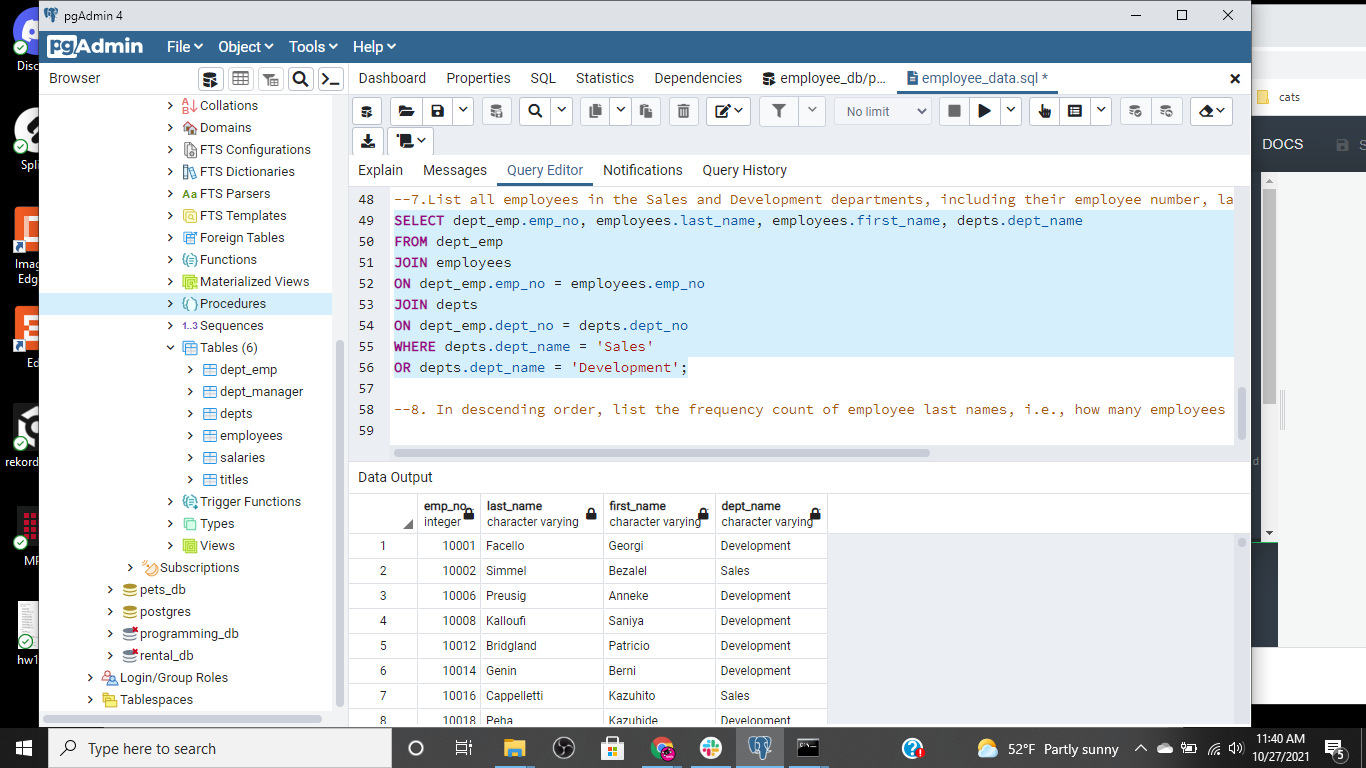 pgAdmin 4
pgAdmin File Object Tools Help
Browser
Dashboard Properties SQL Statistics Dependencies employee_db/p... employee_data.sql *
No limit
Explain Messages Query Editor Notifications Query History
Collations
Domains
FTS Configurations
FTS Dictionaries
Aa FTS Parsers
FTS Templates
Foreign Tables
Functions
Materialized Views
Procedures
1..3 Sequences
Tables (6)
dept_emp
dept_manager
depts
employees
salaries
titles
Trigger Functions
Types
Views
Subscriptions
pets_db
postgres
programming_db
rental_db
Login/Group Roles
Tablespaces
48 --7.List all employees in the Sales and Development departments, including their employee number, la
49 SELECT dept_emp.emp_no, employees.last_name, employees.first_name, depts.dept_name
50 FROM dept_emp
51 JOIN employees
52 ON dept_emp.emp_no = employees.emp_no
53 JOIN depts
54 ON dept_emp.dept_no = depts.dept_no
55 WHERE depts.dept_name = 'Sales'
56 OR depts.dept_name = 'Development';
57
58 --8. In descending order, list the frequency count of employee last names, i.e., how many employees
59
Data Output
emp_no last_name first_name dept_name
integer character varying character varying character varying
1 10001 Facello Georgi Development
2 10002 Simmel Bezalel Sales
3 10006 Preusig Anneke Development
4 10008 Kalloufi Saniya Development
5 10012 Bridgland Patricio Development
6 10014 Genin Berni Development
7 10016 Cappelletti Kazuhito Sales
8 10018 Peha Kazuhide Development
Disc
Spli
Imag
Edg
Ed
rekord
MP
hw1
cats
DOCS S
d
Type here to search
52°F Partly sunny
11:40 AM
10/27/2021
5